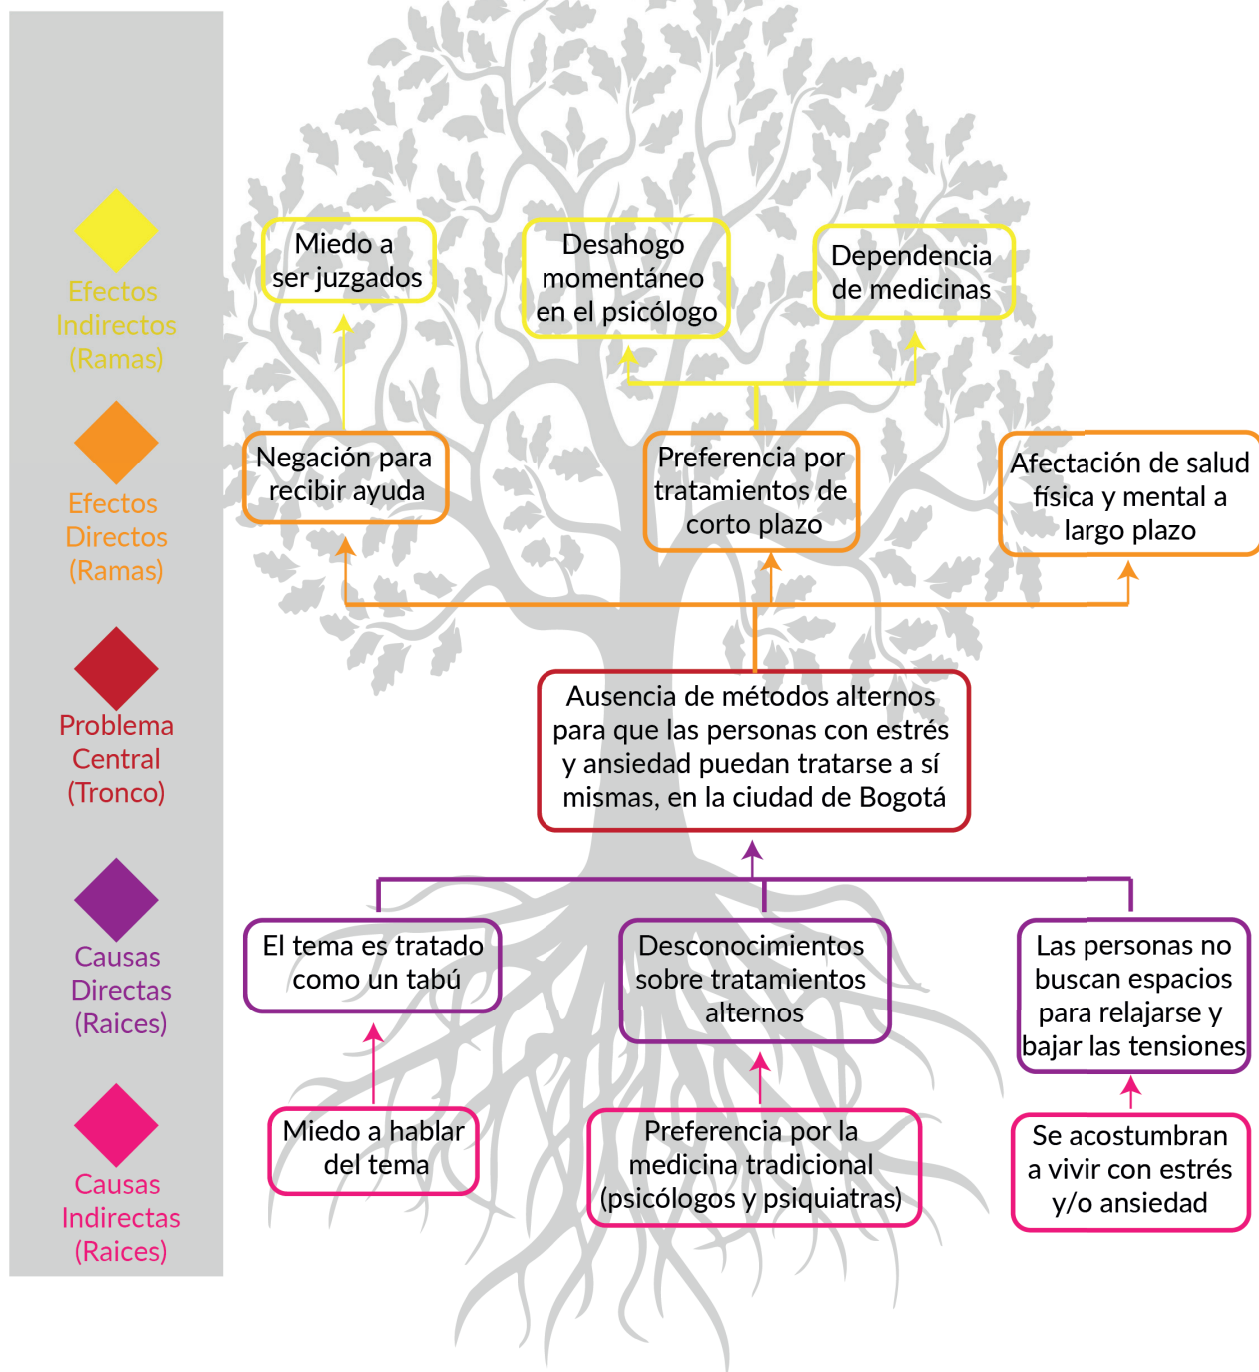 Efectos
Indirectos
(Ramas)
Miedo a
ser juzgados
Desahogo
momentáneo
en el psicólogo
Dependencia
de medicinas
Efectos
Directos
(Ramas)
Negación para
recibir ayuda
Preferencia por
tratamientos de
corto plazo
Afectación de salud
física y mental a
largo plazo
Problema
Central
(Tronco)
Ausencia de métodos alternos
para que las personas con estrés
y ansiedad puedan tratarse a sí
mismas, en la ciudad de Bogotá
Causas
Directas
(Raices)
El tema es tratado
como un tabú
Desconocimientos
sobre tratamientos
alternos
Las personas no
buscan espacios
para relajarse y
bajar las tensiones
Causas
Indirectas
(Raices)
Miedo a hablar
del tema
Preferencia por la
medicina tradicional
(psicólogos y psiquiatras)
Se acostumbran
a vivir con estrés
y/o ansiedad